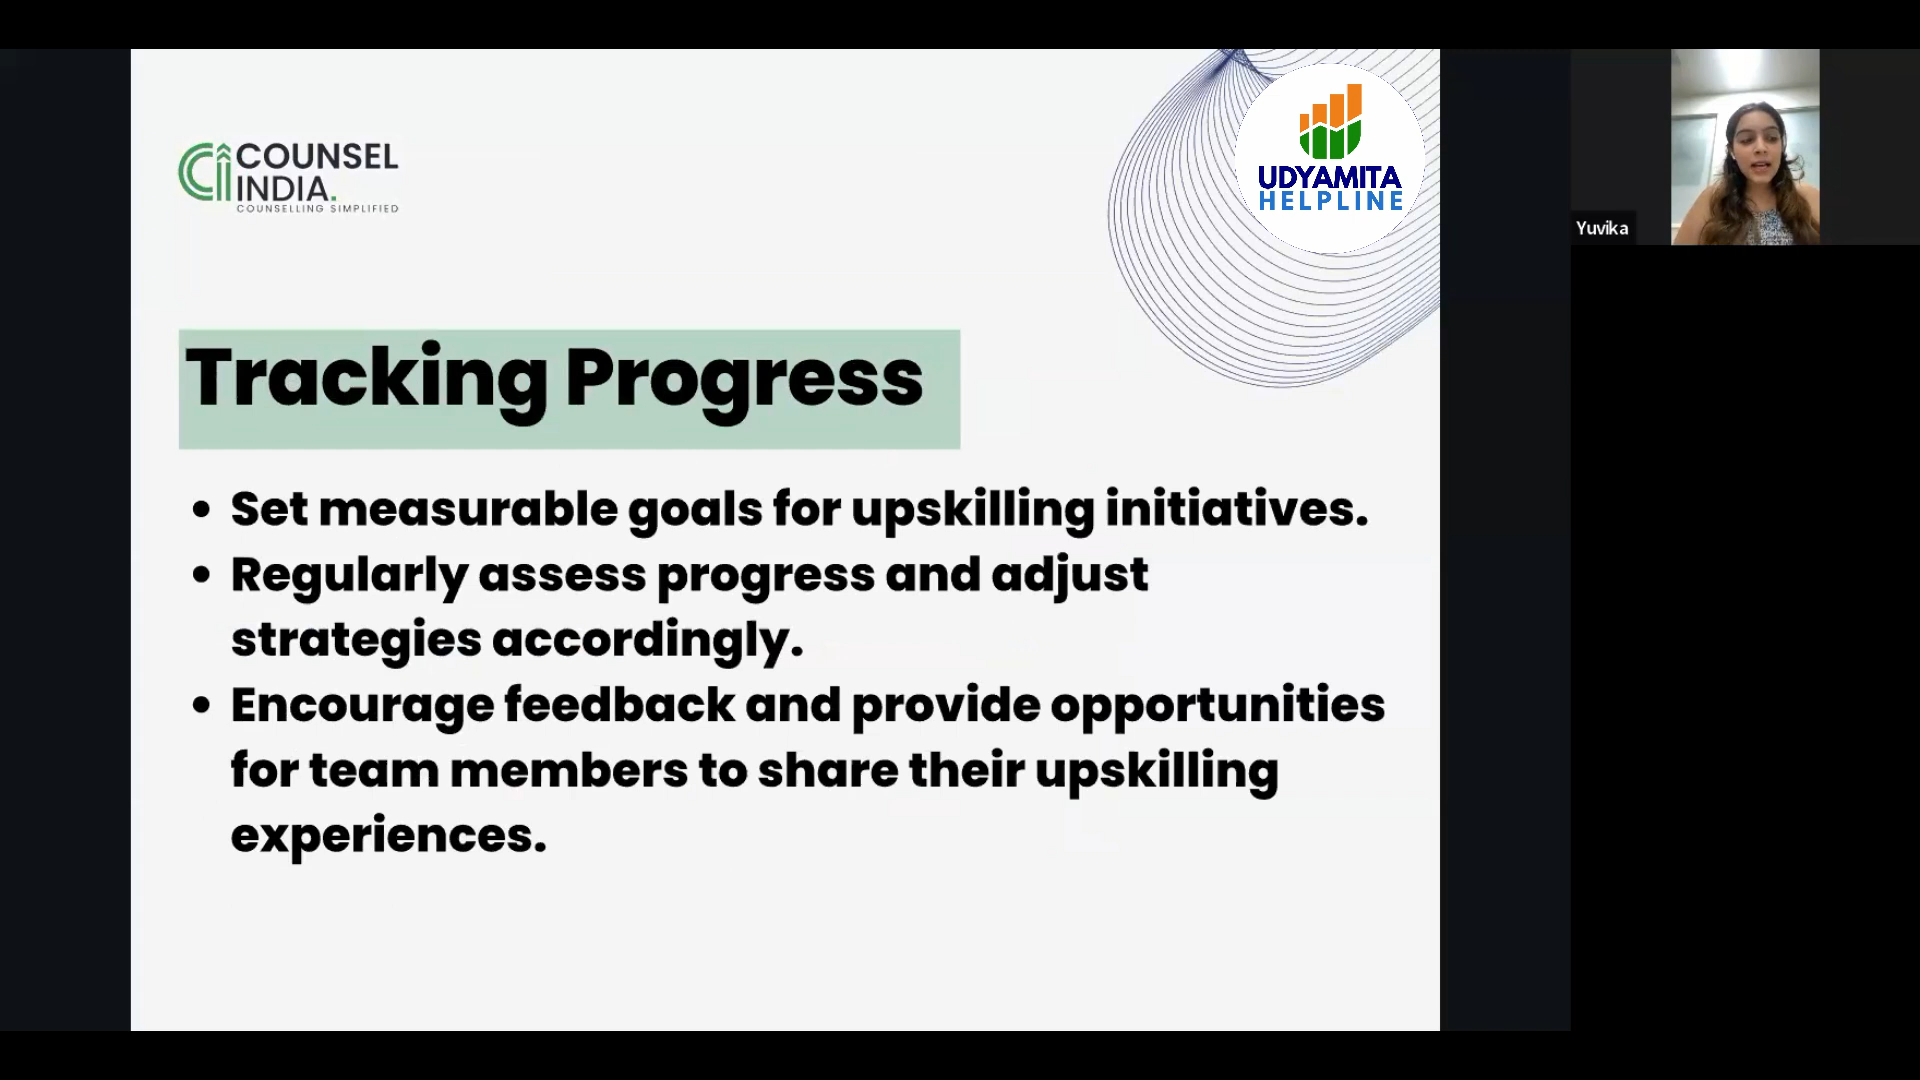 COUNSEL
INDIA.
COUNSELLING SIMPLIFIED
UDYAMITA
HELPLINE
Yuvika
Tracking Progress
• Set measurable goals for upskilling initiatives.
• Regularly assess progress and adjust
strategies accordingly.
• Encourage feedback and provide opportunities
for team members to share their upskilling
experiences.